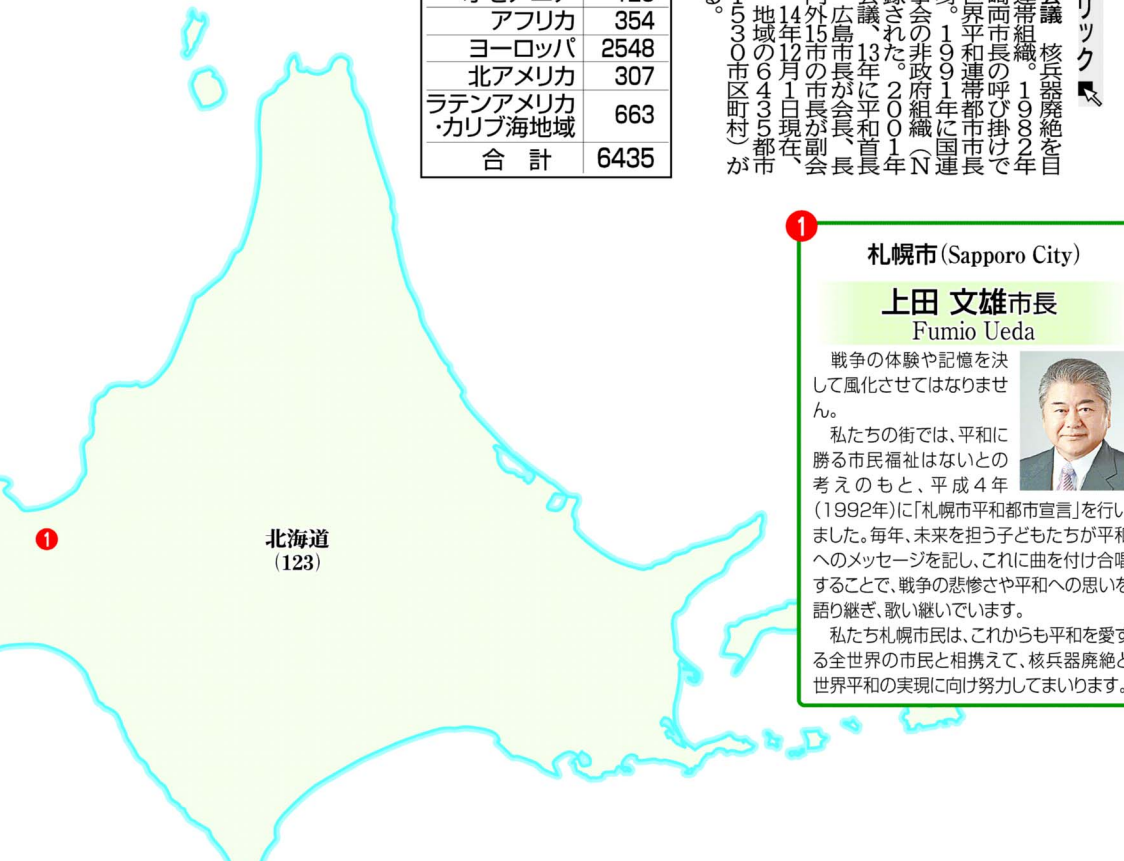 リック
会議　核兵器廃絶を目
連帯組織。1982年
崎両市長の呼び掛けで
世界平和連帯都市市長
。1991年に国連
事会の非政府組織（N
録された。2001年
会議、13年に平和首長
。広島市長が会長、長
内外15市の市長が副会
14年12月1日現在、
地域の6435都市
1530市区町村）が
る。
アフリカ 354
ヨーロッパ 2548
北アメリカ 307
ラテンアメリカ
・カリブ海地域 663
合 計 6435
1
札幌市(Sapporo City)
上田 文雄市長
Fumio Ueda
戦争の体験や記憶を決
して風化させてはなりませ
ん。
私たちの街では、平和に
勝る市民福祉はないとの
考えのもと、平成4年
(1992年)に「札幌市平和都市宣言」を行い
ました。毎年、未来を担う子どもたちが平和
へのメッセージを記し、これに曲を付け合唱
することで、戦争の悲惨さや平和への思いを
語り継ぎ、歌い継いでいます。
私たち札幌市民は、これからも平和を愛す
る全世界の市民と相携えて、核兵器廃絶と
世界平和の実現に向け努力してまいります。
1
北海道
(123)